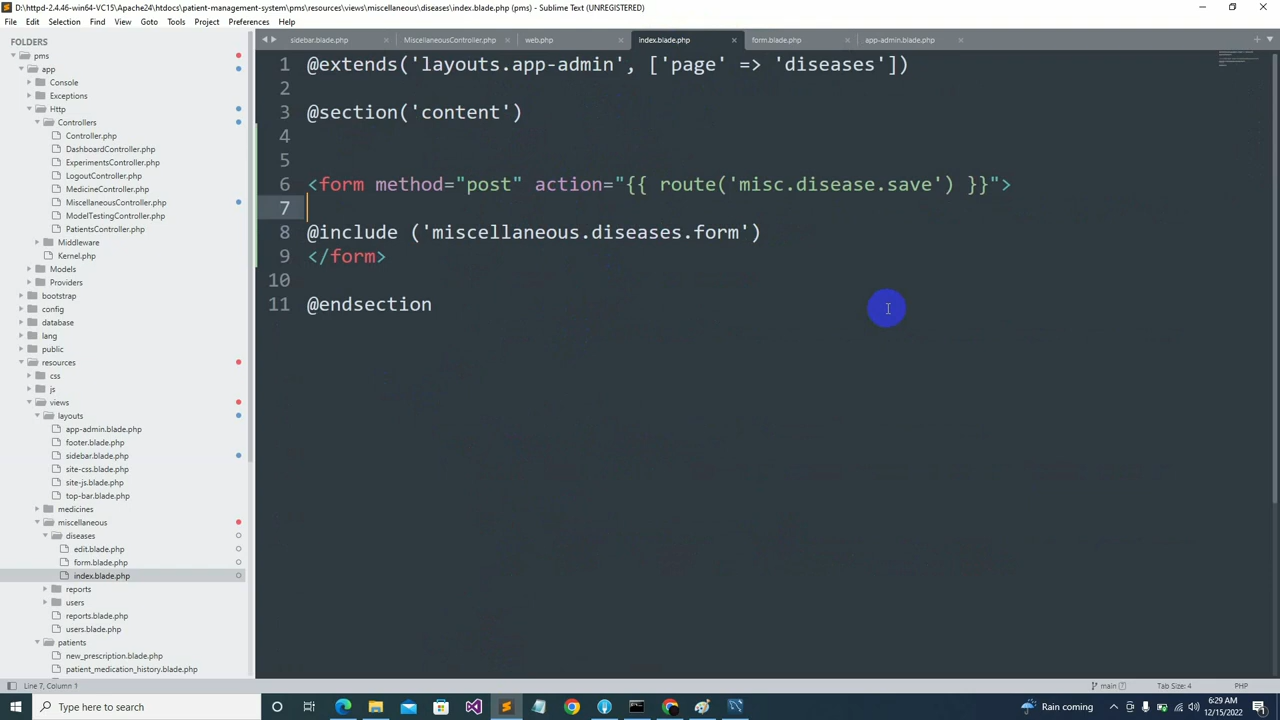 D:\httpd-2.4.46-win64-VC15\Apache24\htdocs\patient-management-system\pms\resources\views\miscellaneous\diseases\index.blade.php (pms) - Sublime Text (UNREGISTERED)
File Edit Selection Find View Goto Tools Project Preferences Help
FOLDERS
pms
app
Console
Exceptions
Http
Controllers
Controller.php
DashboardController.php
ExperimentsController.php
LogoutController.php
MedicineController.php
MiscellaneousController.php
ModelTestingController.php
PatientsController.php
Middleware
Kernel.php
Models
Providers
bootstrap
config
database
lang
public
resources
css
js
views
layouts
app-admin.blade.php
footer.blade.php
sidebar.blade.php
site-css.blade.php
site-js.blade.php
top-bar.blade.php
medicines
miscellaneous
diseases
edit.blade.php
form.blade.php
index.blade.php
reports
users
reports.blade.php
users.blade.php
patients
new_prescription.blade.php
patient_medication_history.blade.php
sidebar.blade.php MiscellaneousController.php web.php index.blade.php form.blade.php app-admin.blade.php
1 @extends('layouts.app-admin', ['page' => 'diseases'])
2
3 @section('content')
4
5
6 <form method="post" action="{{ route('misc.disease.save') }}">
7
8 @include ('miscellaneous.diseases.form')
9 </form>
10
11 @endsection
Line 7, Column 1 main 7 Tab Size: 4 PHP
Type here to search Rain coming 6:29 AM
12/15/2022